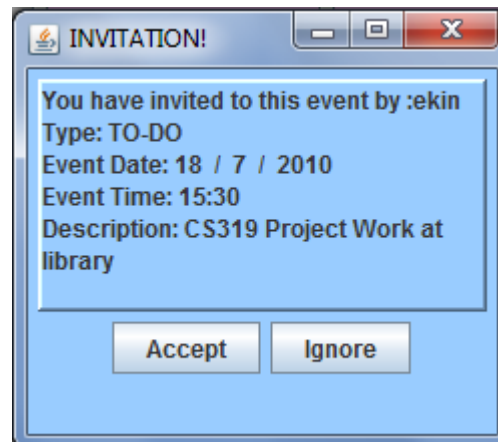 INVITATION!
You have invited to this event by :ekin
Type: TO-DO
Event Date: 18 / 7 / 2010
Event Time: 15:30
Description: CS319 Project Work at
library
Accept Ignore